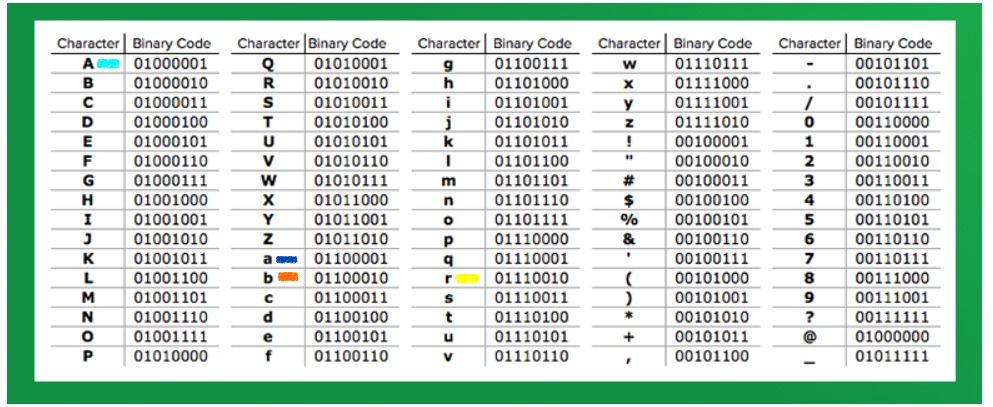 Character Binary Code Character Binary Code Character Binary Code Character Binary Code Character Binary Code
A 01000001 Q 01010001 g 01100111 w 01110111 - 00101101
B 01000010 R 01010010 h 01101000 x 01111000 . 00101110
C 01000011 S 01010011 i 01101001 y 01111001 / 00101111
D 01000100 T 01010100 j 01101010 z 01111010 0 00110000
E 01000101 U 01010101 k 01101011 ! 00100001 1 00110001
F 01000110 V 01010110 l 01101100 " 00100010 2 00110010
G 01000111 W 01010111 m 01101101 # 00100011 3 00110011
H 01001000 X 01011000 n 01101110 $ 00100100 4 00110100
I 01001001 Y 01011001 o 01101111 % 00100101 5 00110101
J 01001010 Z 01011010 p 01110000 & 00100110 6 00110110
K 01001011 a 01100001 q 01110001 ' 00100111 7 00110111
L 01001100 b 01100010 r 01110010 ( 00101000 8 00111000
M 01001101 c 01100011 s 01110011 ) 00101001 9 00111001
N 01001110 d 01100100 t 01110100 * 00101010 ? 00111111
O 01001111 e 01100101 u 01110101 + 00101011 @ 01000000
P 01010000 f 01100110 v 01110110 , 00101100 _ 01011111